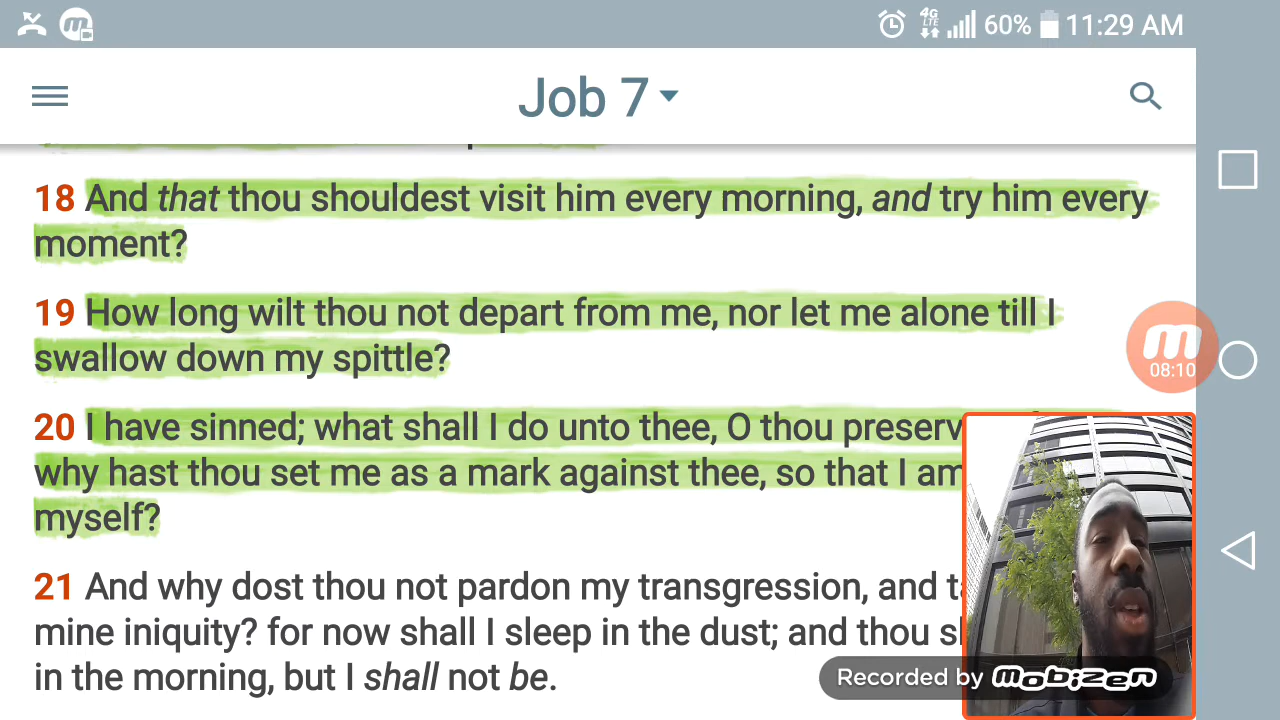 4G LTE 60% 11:29 AM
Job 7
18 And that thou shouldest visit him every morning, and try him every
moment?
19 How long wilt thou not depart from me, nor let me alone till I
swallow down my spittle?
08:10
20 I have sinned; what shall I do unto thee, O thou preserv
why hast thou set me as a mark against thee, so that I am
myself?
21 And why dost thou not pardon my transgression, and t
mine iniquity? for now shall I sleep in the dust; and thou s
in the morning, but I shall not be.
Recorded by mobizen